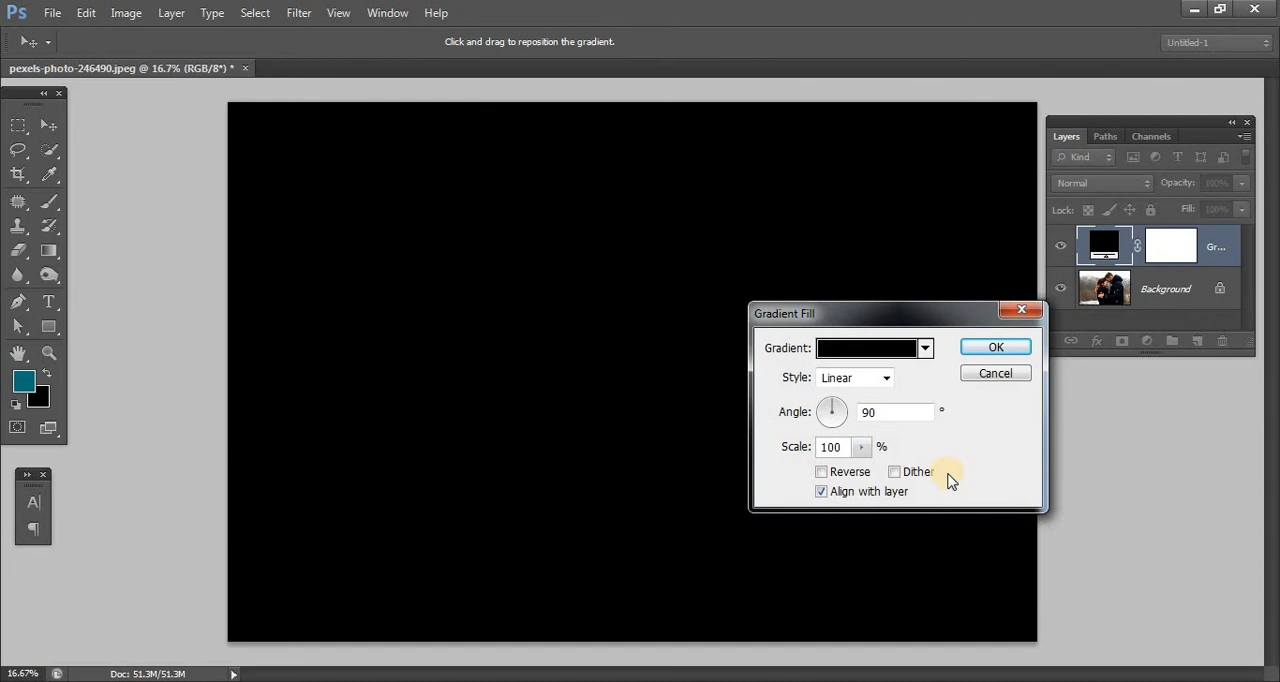 Ps File Edit Image Layer Type Select Filter View Window Help
Click and drag to reposition the gradient.
Untitled-1
pexels-photo-246490.jpeg @ 16.7% (RGB/8*) * ×
Layers Paths Channels
Kind
Normal Opacity: 100%
Lock: Fill: 100%
Gr...
Background
Gradient Fill
Gradient: OK
Style: Linear Cancel
Angle: 90 °
Scale: 100 %
Reverse Dither
Align with layer
T
A
16.67% Doc: 51.3M/51.3M